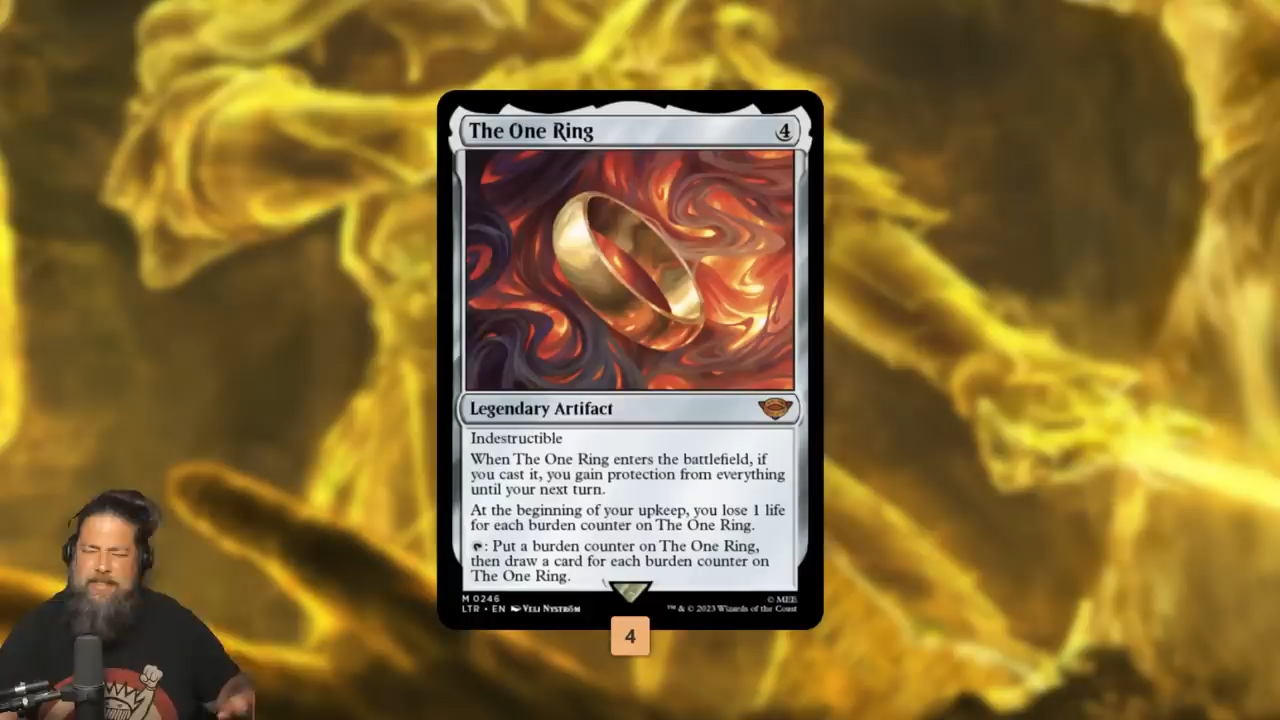 The One Ring 4
Legendary Artifact
Indestructible
When The One Ring enters the battlefield, if
you cast it, you gain protection from everything
until your next turn.
At the beginning of your upkeep, you lose 1 life
for each burden counter on The One Ring.
: Put a burden counter on The One Ring,
then draw a card for each burden counter on
The One Ring.
M 0246 © MEE
LTR • EN Yeli Nyström ™ & © 2023 Wizards of the Coast
4